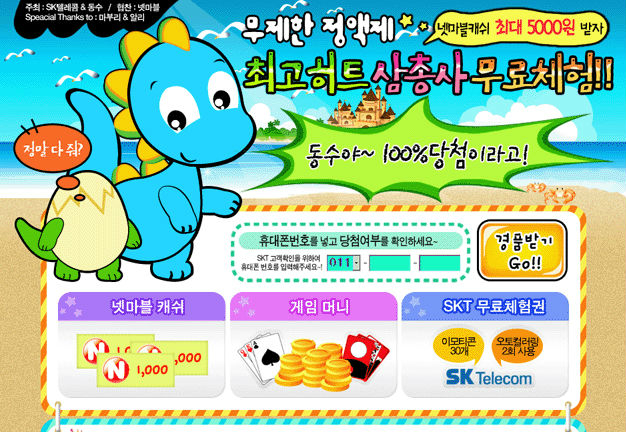 주최 : SK텔레콤 & 동수 / 협찬 : 넷마블
Speacial Thanks to : 마부리 & 알리
무제한 정액제
넷마블캐쉬 최대 5000원 받자
최고히트 삼총사 무료체험!!
정말 다 줘?
동수야~ 100%당첨이라고!
휴대폰번호를 넣고 당첨여부를 확인하세요~
SKT 고객확인을 위하여
휴대폰 번호를 입력해주세요~!
011 - -
경품받기
Go!!
넷마블 캐쉬
게임 머니
SKT 무료체험권
N 1,000
N 1,000
이모티콘
30개
오토컬러링
2회 사용
SK Telecom